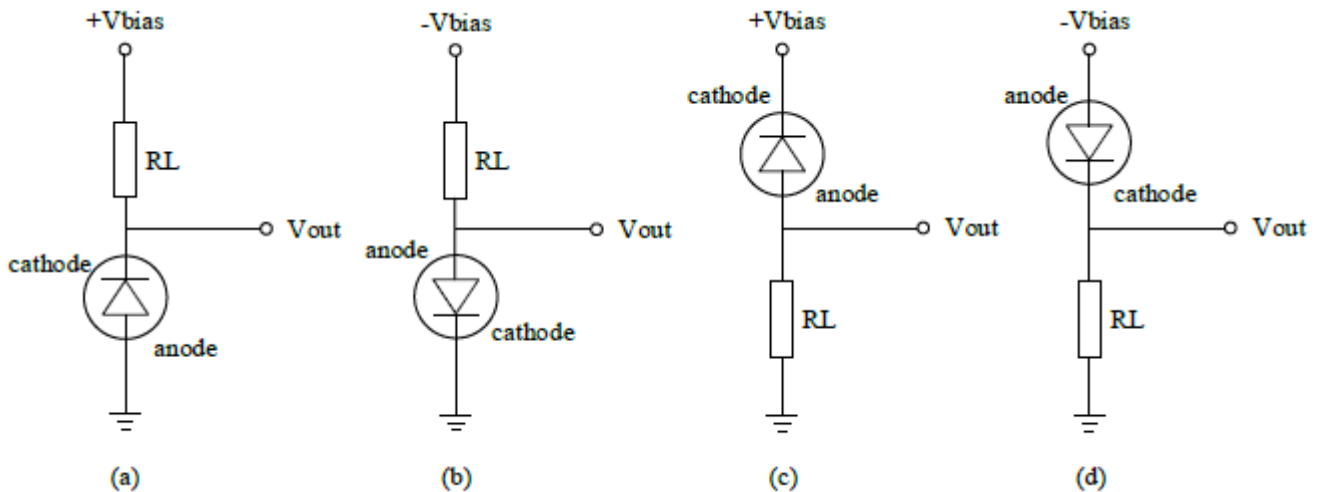 +Vbias
RL
Vout
cathode
anode
(a)
-Vbias
RL
Vout
anode
cathode
(b)
+Vbias
cathode
anode
Vout
RL
(c)
-Vbias
anode
cathode
Vout
RL
(d)